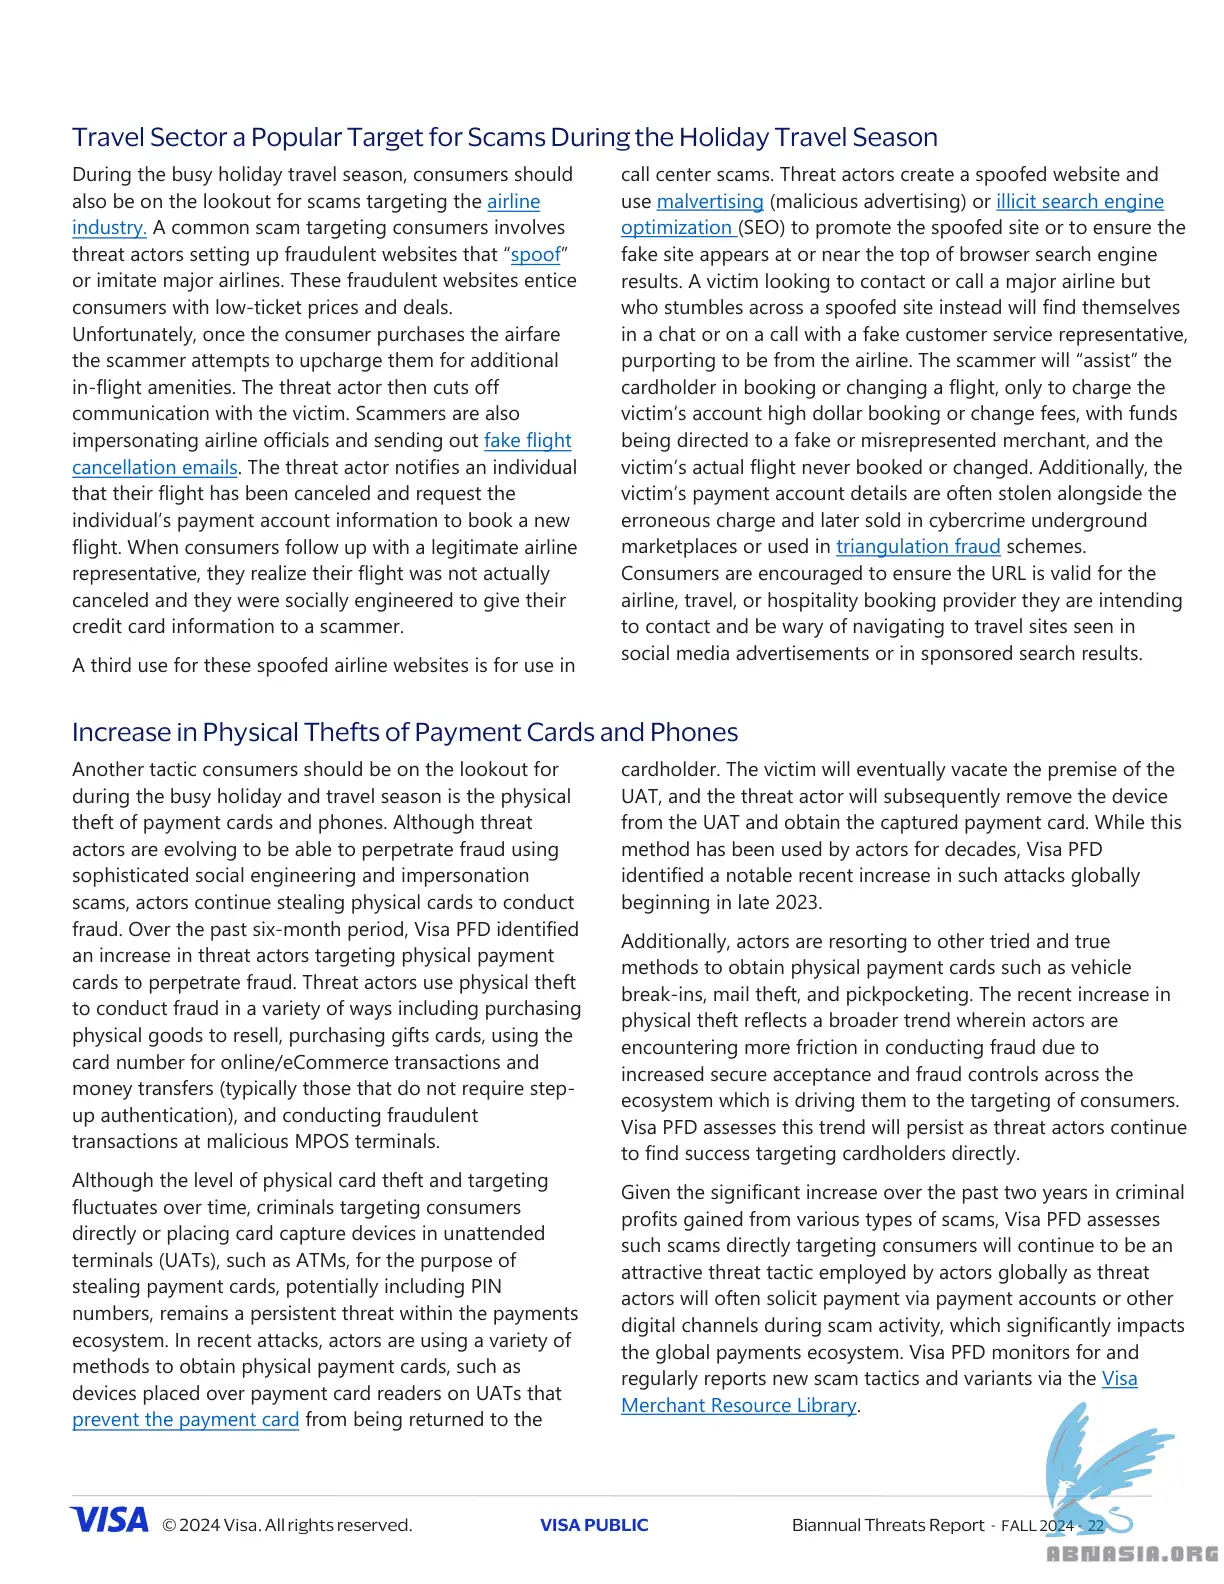 Travel Sector a Popular Target for Scams During the Holiday Travel Season
During the busy holiday travel season, consumers should
also be on the lookout for scams targeting the airline
industry. A common scam targeting consumers involves
threat actors setting up fraudulent websites that “spoof”
or imitate major airlines. These fraudulent websites entice
consumers with low-ticket prices and deals.
Unfortunately, once the consumer purchases the airfare
the scammer attempts to upcharge them for additional
in-flight amenities. The threat actor then cuts off
communication with the victim. Scammers are also
impersonating airline officials and sending out fake flight
cancellation emails. The threat actor notifies an individual
that their flight has been canceled and request the
individual’s payment account information to book a new
flight. When consumers follow up with a legitimate airline
representative, they realize their flight was not actually
canceled and they were socially engineered to give their
credit card information to a scammer.
A third use for these spoofed airline websites is for use in
call center scams. Threat actors create a spoofed website and
use malvertising (malicious advertising) or illicit search engine
optimization (SEO) to promote the spoofed site or to ensure the
fake site appears at or near the top of browser search engine
results. A victim looking to contact or call a major airline but
who stumbles across a spoofed site instead will find themselves
in a chat or on a call with a fake customer service representative,
purporting to be from the airline. The scammer will “assist” the
cardholder in booking or changing a flight, only to charge the
victim’s account high dollar booking or change fees, with funds
being directed to a fake or misrepresented merchant, and the
victim’s actual flight never booked or changed. Additionally, the
victim’s payment account details are often stolen alongside the
erroneous charge and later sold in cybercrime underground
marketplaces or used in triangulation fraud schemes.
Consumers are encouraged to ensure the URL is valid for the
airline, travel, or hospitality booking provider they are intending
to contact and be wary of navigating to travel sites seen in
social media advertisements or in sponsored search results.
Increase in Physical Thefts of Payment Cards and Phones
Another tactic consumers should be on the lookout for
during the busy holiday and travel season is the physical
theft of payment cards and phones. Although threat
actors are evolving to be able to perpetrate fraud using
sophisticated social engineering and impersonation
scams, actors continue stealing physical cards to conduct
fraud. Over the past six-month period, Visa PFD identified
an increase in threat actors targeting physical payment
cards to perpetrate fraud. Threat actors use physical theft
to conduct fraud in a variety of ways including purchasing
physical goods to resell, purchasing gifts cards, using the
card number for online/eCommerce transactions and
money transfers (typically those that do not require step-
up authentication), and conducting fraudulent
transactions at malicious MPOS terminals.
Although the level of physical card theft and targeting
fluctuates over time, criminals targeting consumers
directly or placing card capture devices in unattended
terminals (UATs), such as ATMs, for the purpose of
stealing payment cards, potentially including PIN
numbers, remains a persistent threat within the payments
ecosystem. In recent attacks, actors are using a variety of
methods to obtain physical payment cards, such as
devices placed over payment card readers on UATs that
prevent the payment card from being returned to the
cardholder. The victim will eventually vacate the premise of the
UAT, and the threat actor will subsequently remove the device
from the UAT and obtain the captured payment card. While this
method has been used by actors for decades, Visa PFD
identified a notable recent increase in such attacks globally
beginning in late 2023.
Additionally, actors are resorting to other tried and true
methods to obtain physical payment cards such as vehicle
break-ins, mail theft, and pickpocketing. The recent increase in
physical theft reflects a broader trend wherein actors are
encountering more friction in conducting fraud due to
increased secure acceptance and fraud controls across the
ecosystem which is driving them to the targeting of consumers.
Visa PFD assesses this trend will persist as threat actors continue
to find success targeting cardholders directly.
Given the significant increase over the past two years in criminal
profits gained from various types of scams, Visa PFD assesses
such scams directly targeting consumers will continue to be an
attractive threat tactic employed by actors globally as threat
actors will often solicit payment via payment accounts or other
digital channels during scam activity, which significantly impacts
the global payments ecosystem. Visa PFD monitors for and
regularly reports new scam tactics and variants via the Visa
Merchant Resource Library.
VISA © 2024 Visa. All rights reserved. VISA PUBLIC Biannual Threats Report - FALL 2024 - 22
ABNASIA.ORG